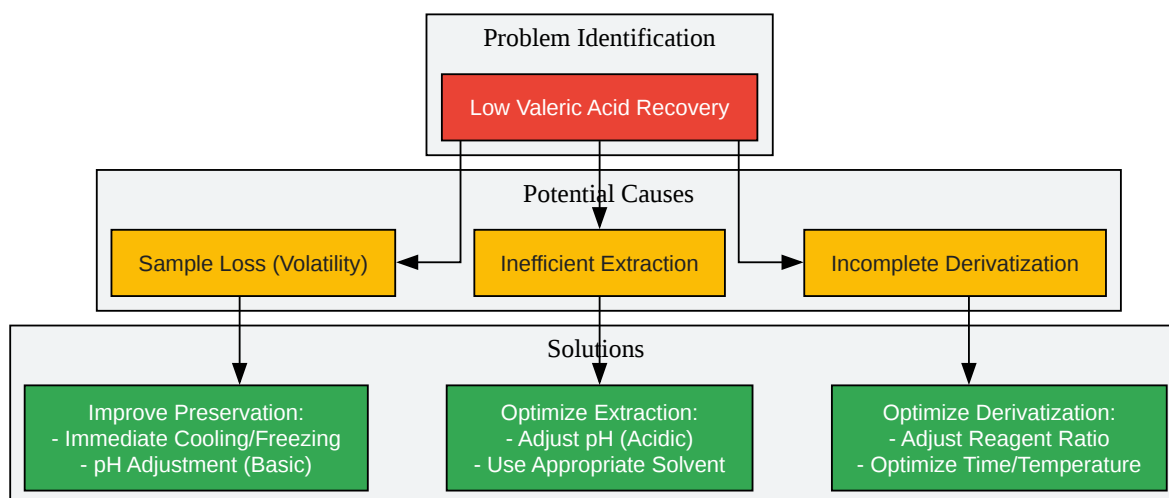 Problem Identification
Low Valeric Acid Recovery
Potential Causes
Sample Loss (Volatility)
Inefficient Extraction
Incomplete Derivatization
Solutions
Improve Preservation:
- Immediate Cooling/Freezing
- pH Adjustment (Basic)
Optimize Extraction:
- Adjust pH (Acidic)
- Use Appropriate Solvent
Optimize Derivatization:
- Adjust Reagent Ratio
- Optimize Time/Temperature